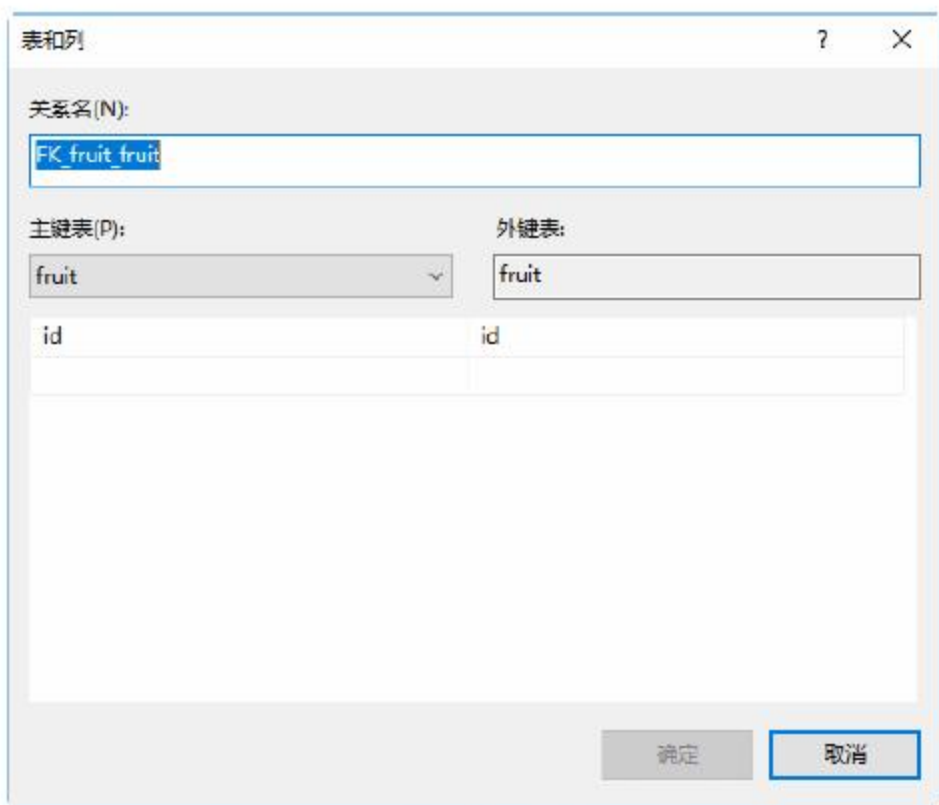 表和列
?
关系名(N):
FK_fruit_fruit
主键表(P):
外键表:
fruit
fruit
id
id
确定
取消